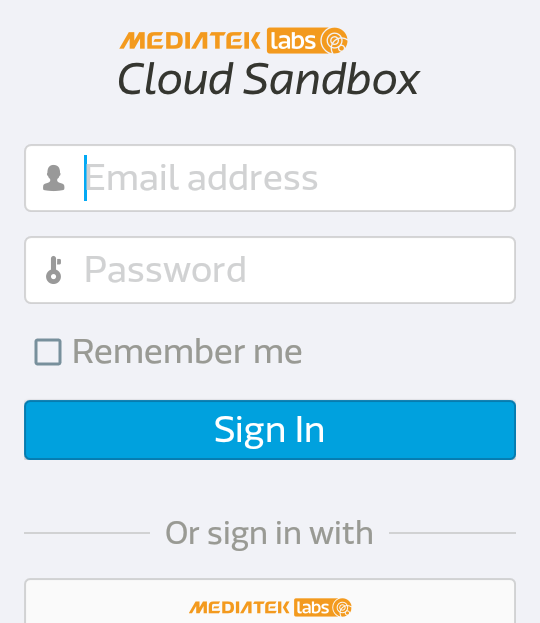 MEDIATEK labs
Cloud Sandbox
Email address
Password
Remember me
Sign In
Or sign in with
MEDIATEK labs